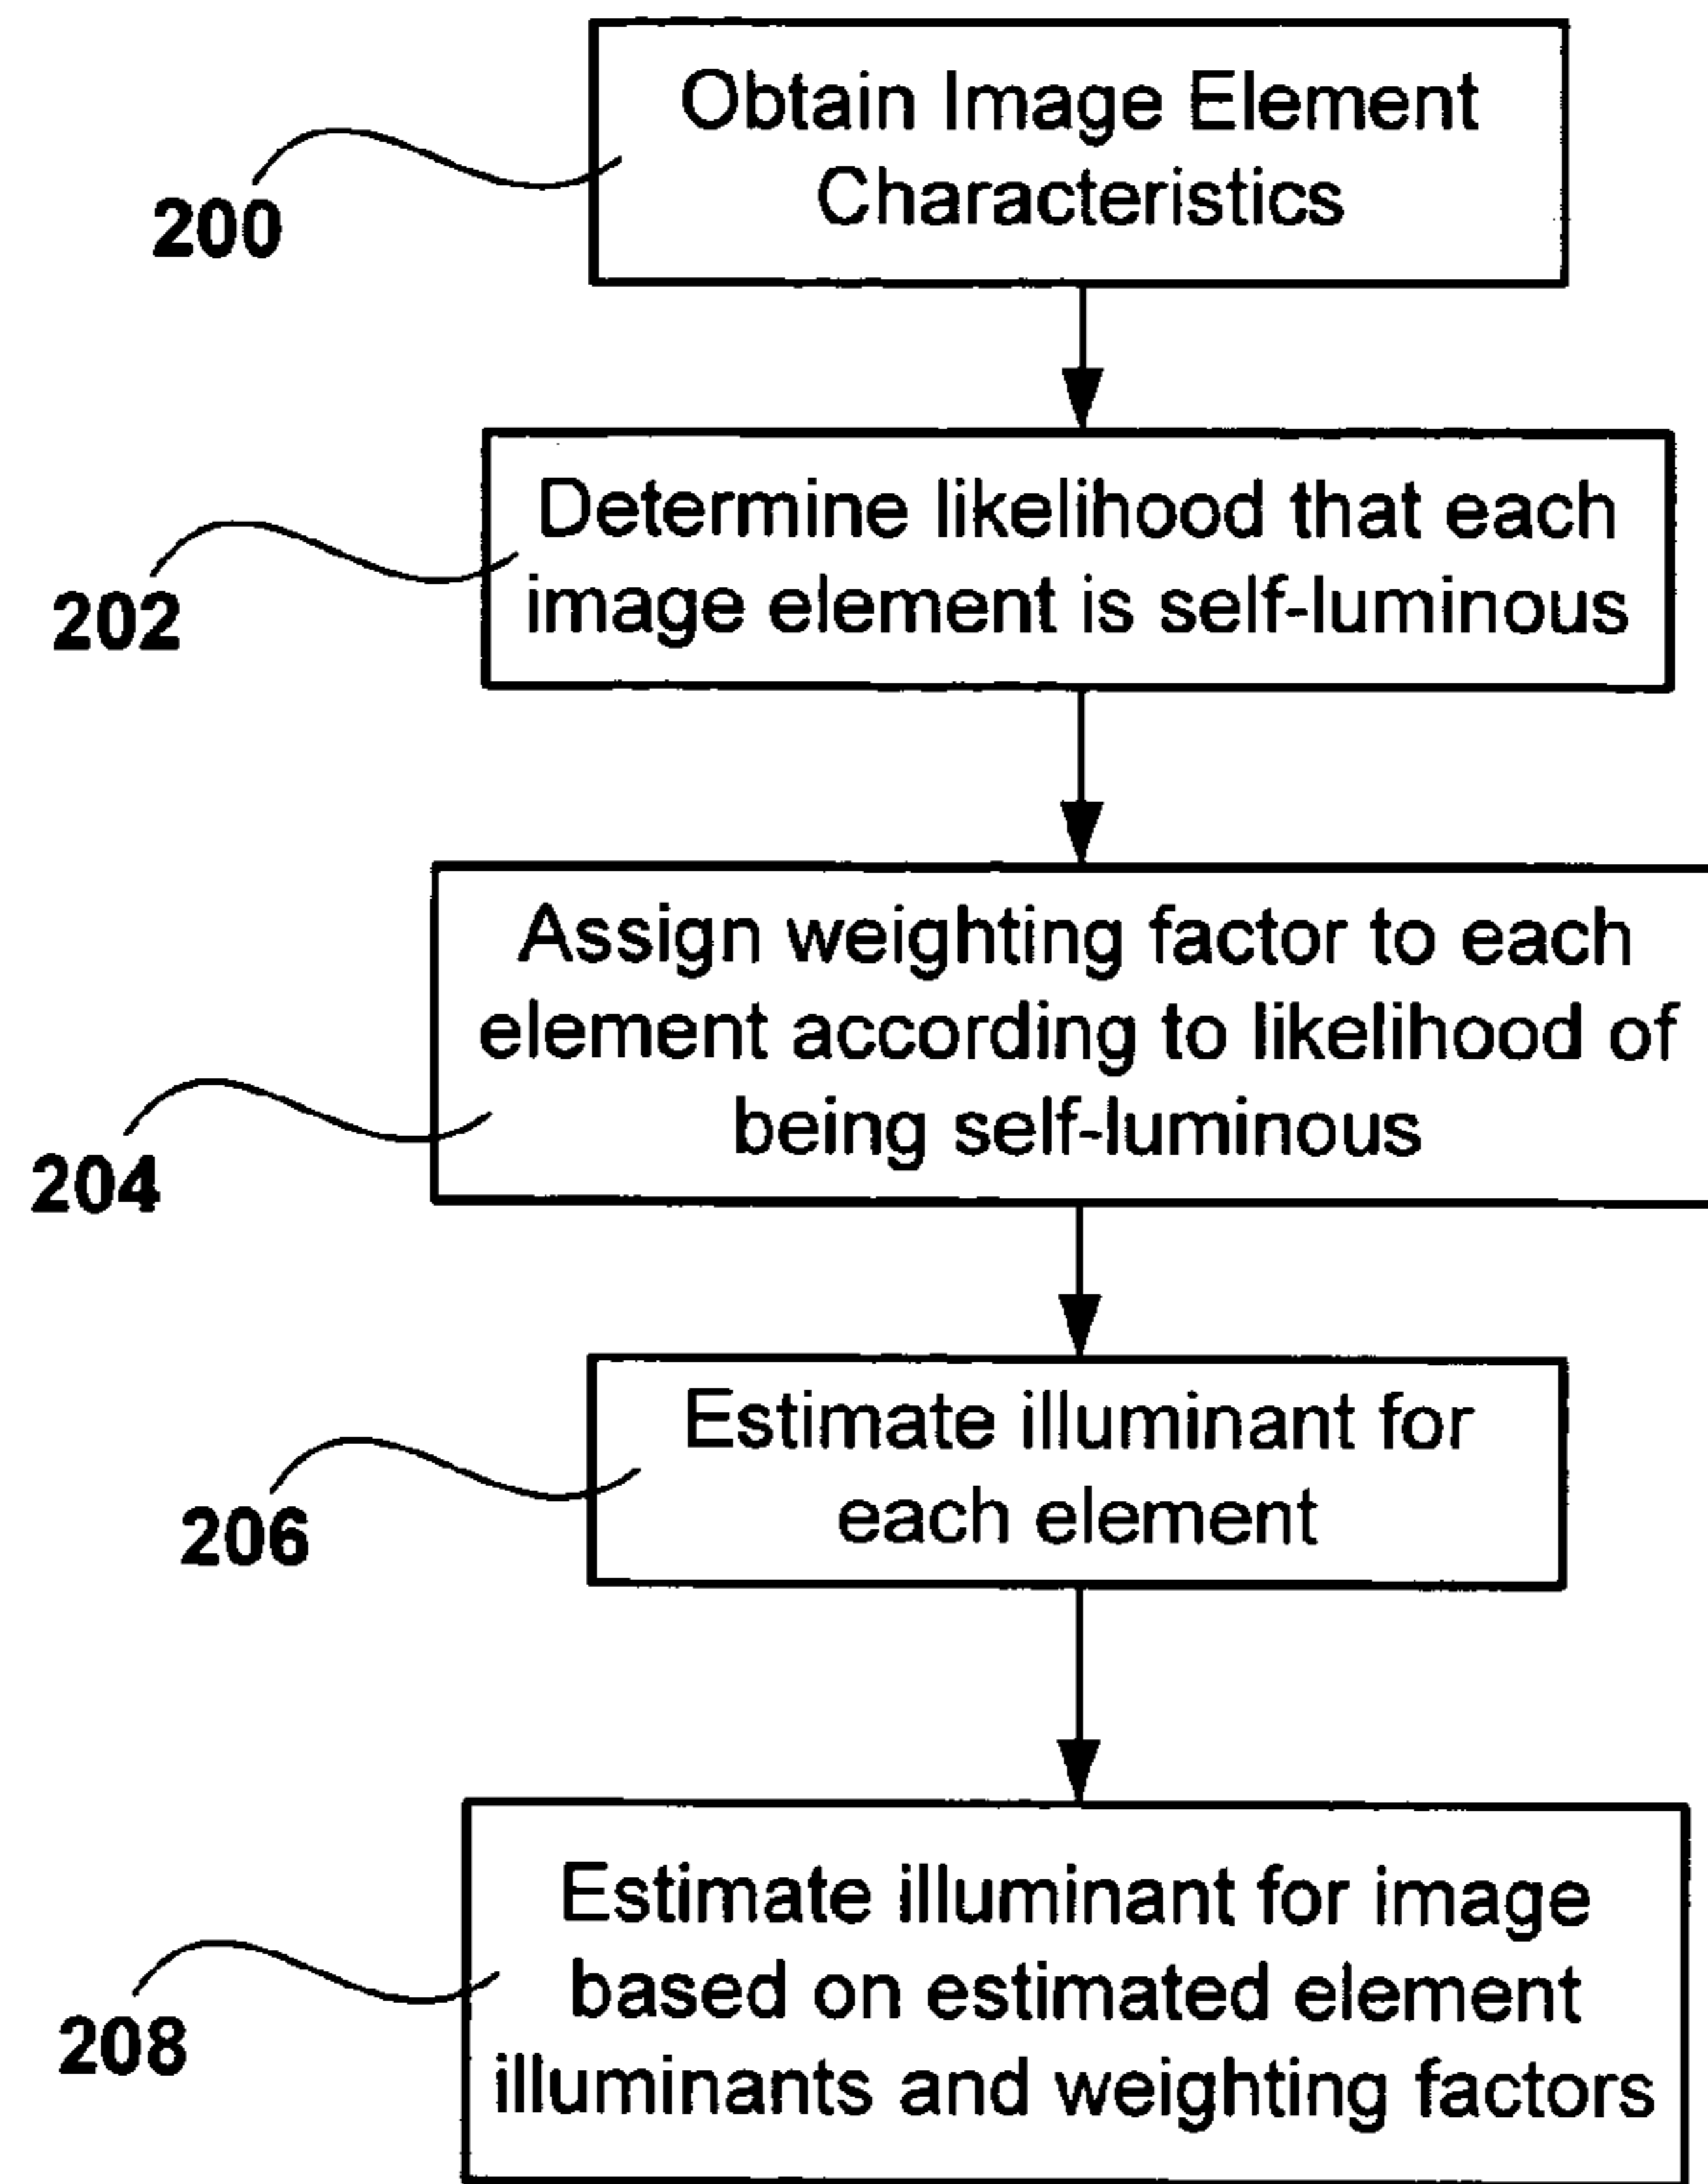 Obtain Image Element
Characteristics
200
Determine likelihood that each
image element is self-luminous
202
Assign weighting factor to each
element according to likelihood of
being self-luminous
204
Estimate illuminant for
each element
206
Estimate illuminant for image
based on estimated element
illuminants and weighting factors
208